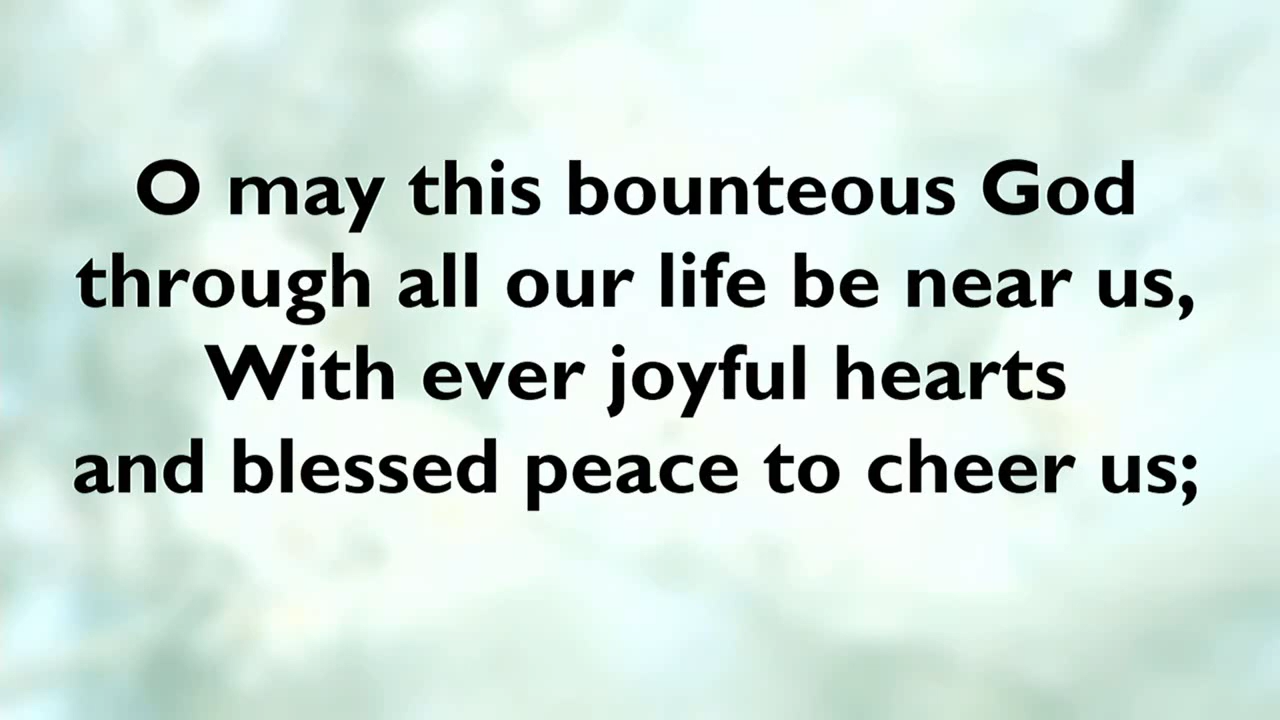 O may this bounteous God
through all our life be near us,
With ever joyful hearts
and blessed peace to cheer us;